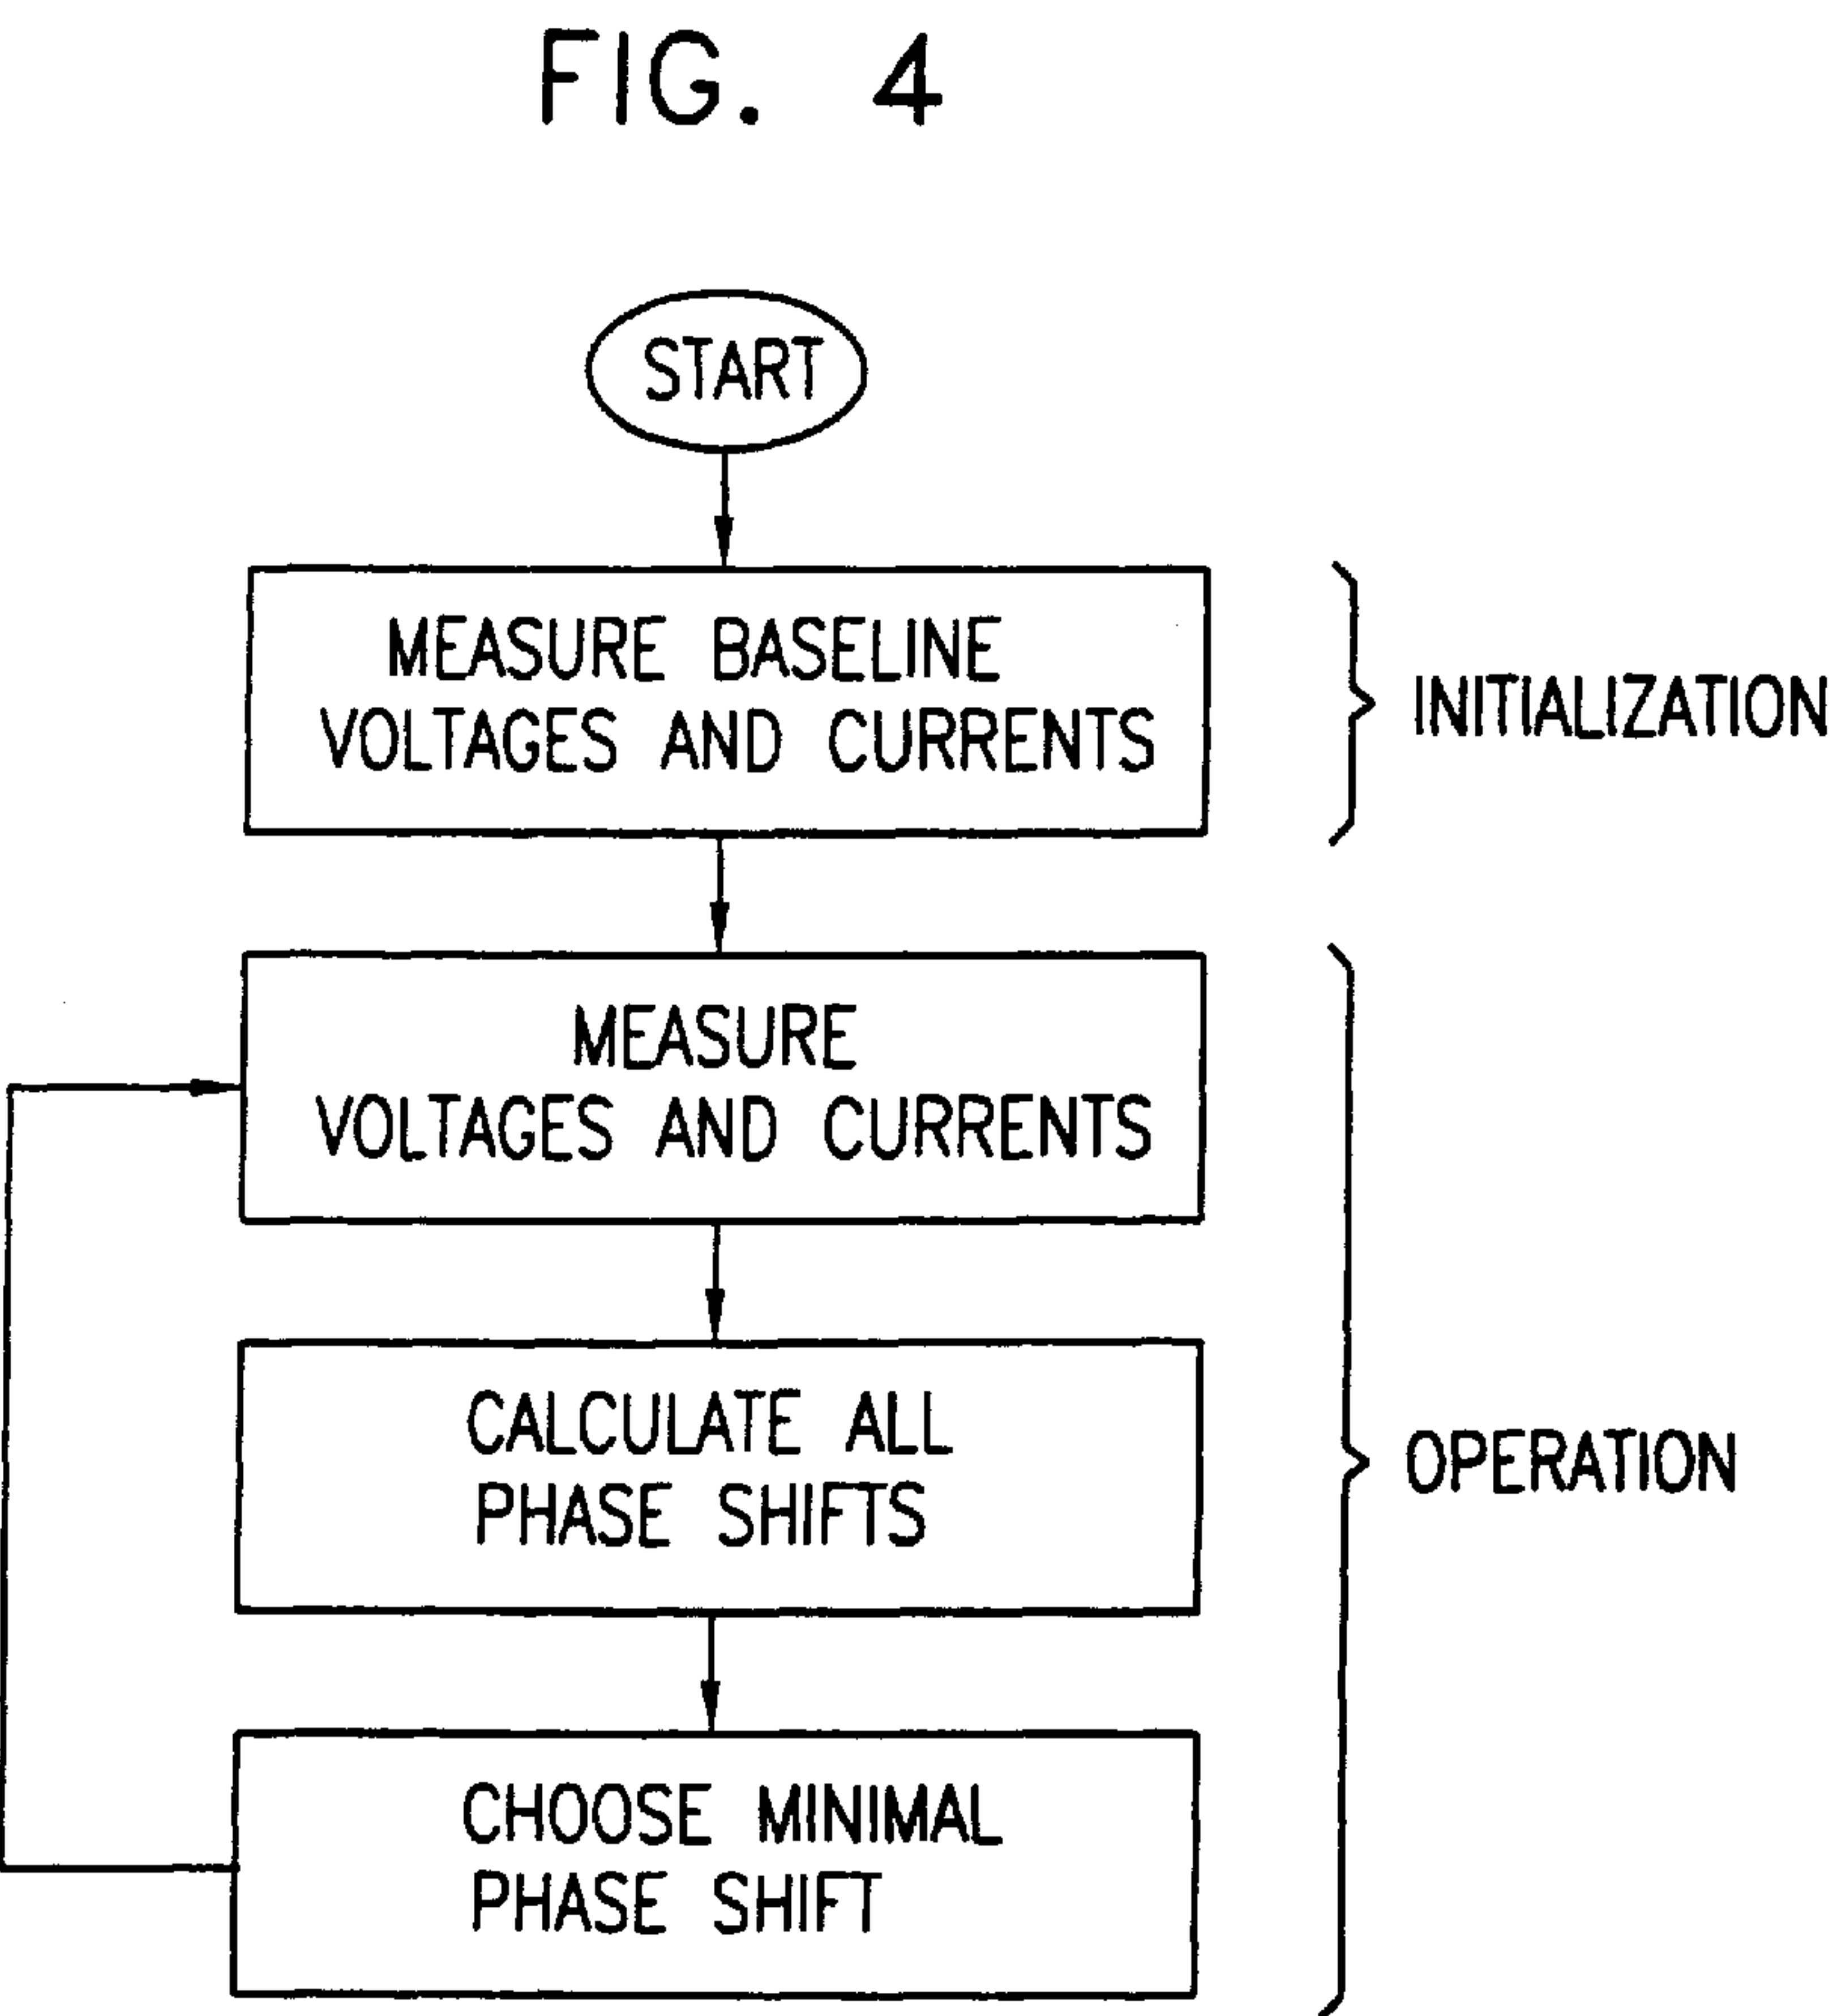 FIG. 4
START
MEASURE BASELINE
VOLTAGES AND CURRENTS
INITIALIZATION
MEASURE
VOLTAGES AND CURRENTS
CALCULATE ALL
PHASE SHIFTS
OPERATION
CHOOSE MINIMAL
PHASE SHIFT